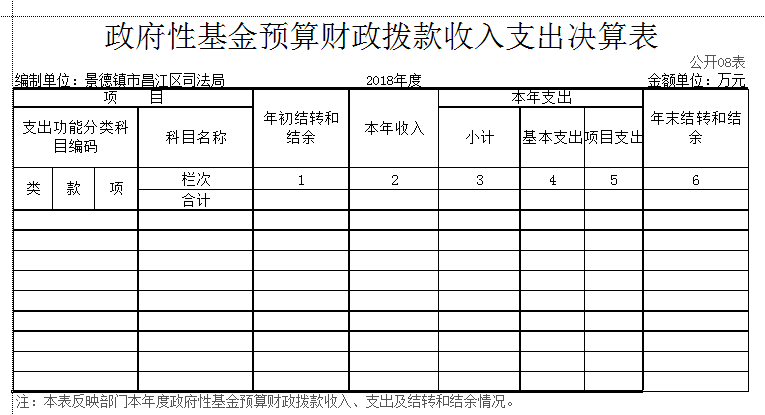 政府性基金预算财政拨款收入支出决算表
公开08表
编制单位：景德镇市昌江区司法局 2018年度 金额单位：万元
项 目 本年支出
支出功能分类科
目编码
科目名称
年初结转和
结余
本年收入
小计
基本支出
项目支出
年末结转和结
余
类 款 项 栏次 1 2 3 4 5 6
合计
注：本表反映部门本年度政府性基金预算财政拨款收入、支出及结转和结余情况。